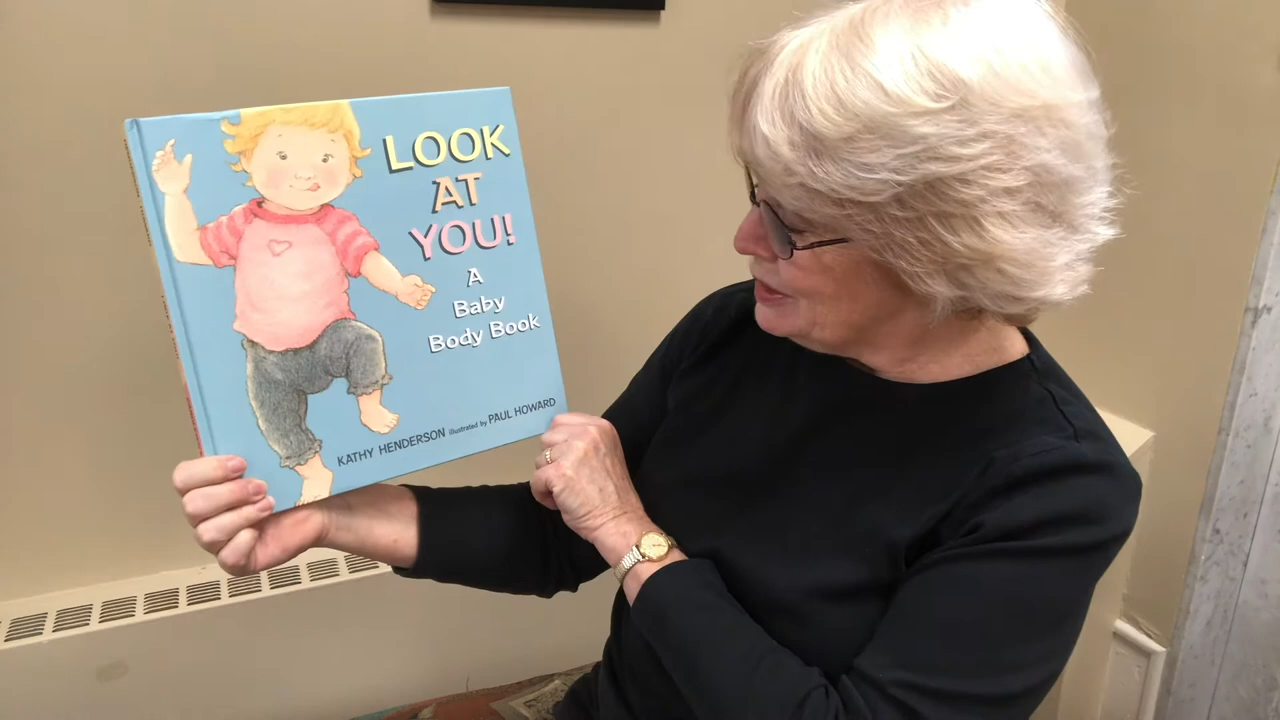 LOOK
AT
YOU!
A
Baby
Body Book
KATHY HENDERSON illustrated by PAUL HOWARD